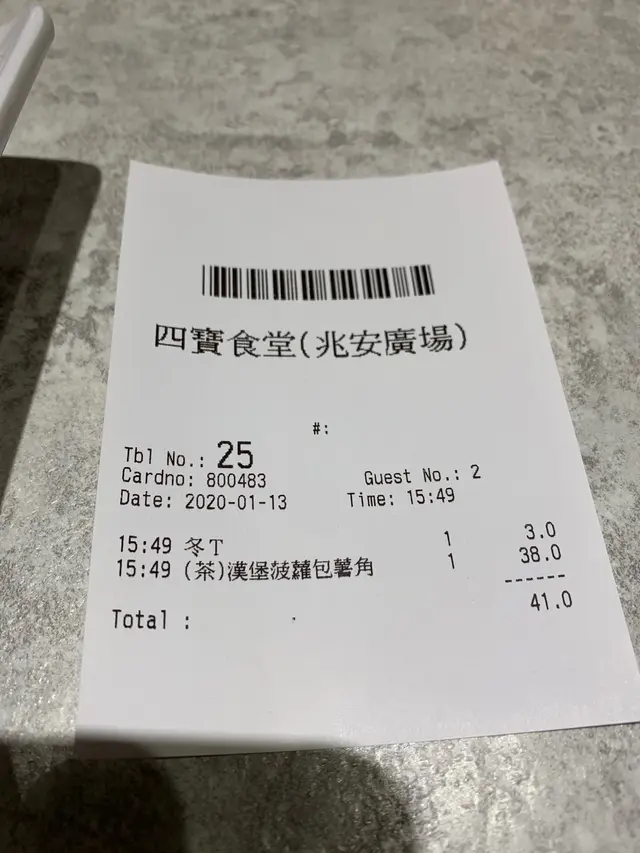 四寶食堂(兆安廣場)
#:
Tbl No.: 25
Cardno: 800483 Guest No.: 2
Date: 2020-01-13 Time: 15:49
15:49 冬T 1 3.0
15:49 (茶)漢堡菠蘿包薯角 1 38.0
------
Total : 41.0